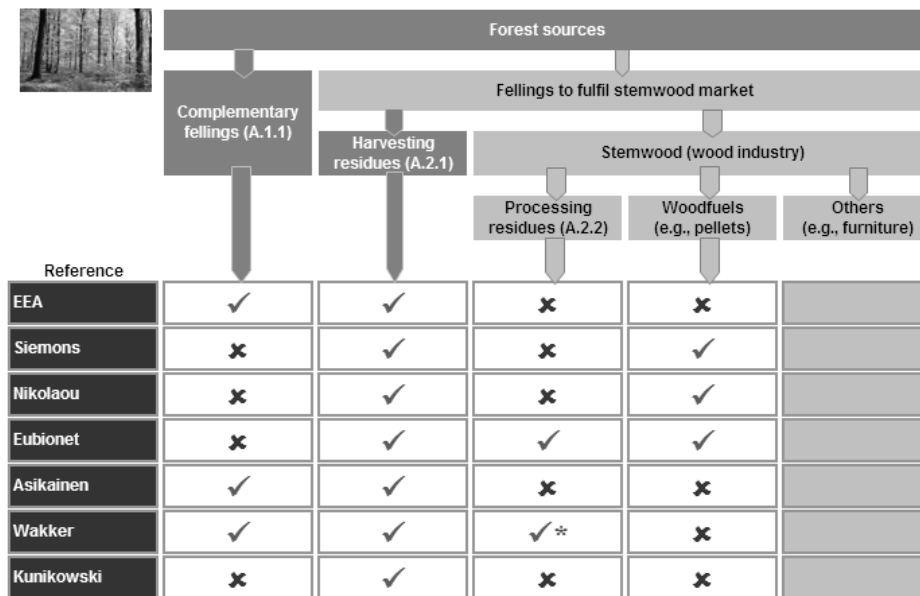 Forest sources
Fellings to fulfil stemwood market
Complementary
fellings (A.1.1)
Harvesting
residues (A.2.1)
Stemwood (wood industry)
Processing
residues (A.2.2)
Woodfuels
(e.g., pellets)
Others
(e.g., furniture)
Reference
EEA ✓ ✓ ✗ ✗
Siemons ✗ ✓ ✗ ✓
Nikolaou ✗ ✓ ✗ ✓
Eubionet ✗ ✓ ✓ ✓
Asikainen ✓ ✓ ✗ ✗
Wakker ✓ ✓ ✓* ✗
Kunikowski ✗ ✓ ✗ ✗